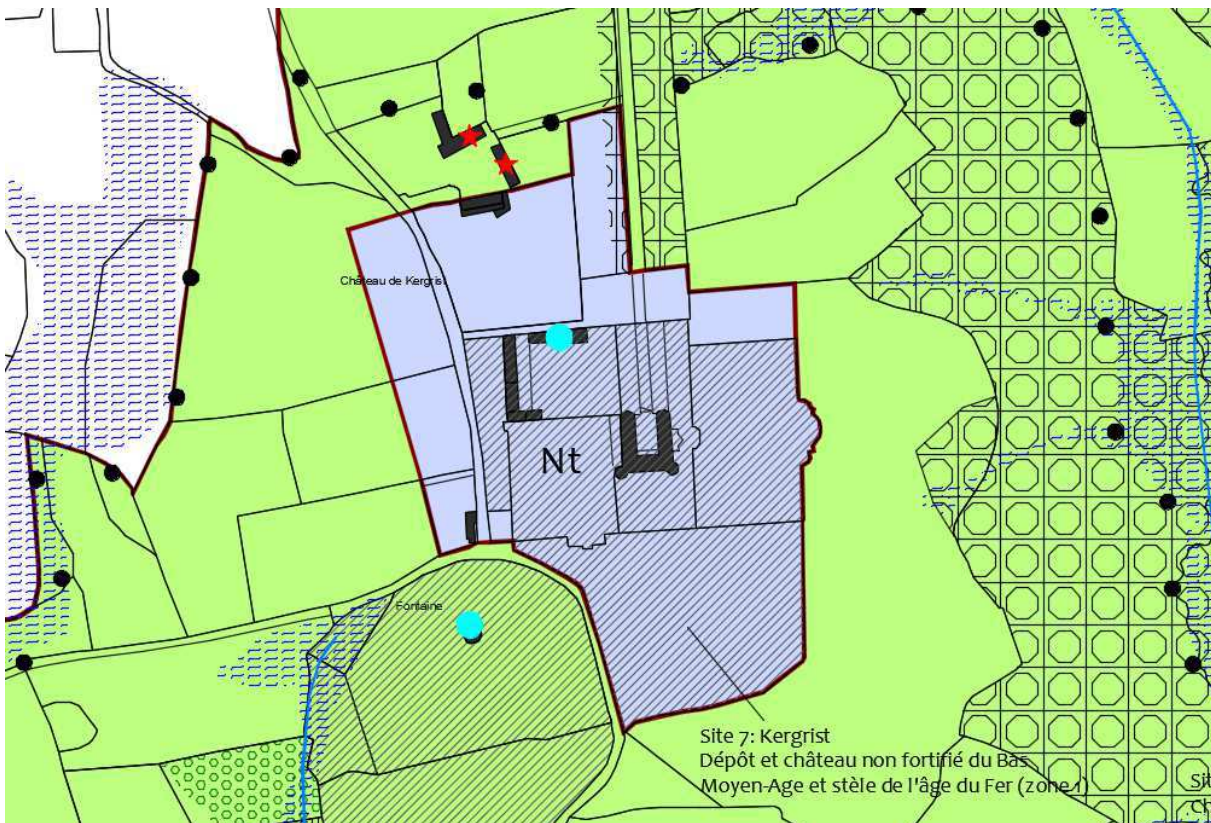 Château de Kergrist
Nt
Fontaine
Site 7: Kergrist
Dépôt et château non fortifié du Bas
Moyen-Age et stèle de l'âge du Fer (zone 1)